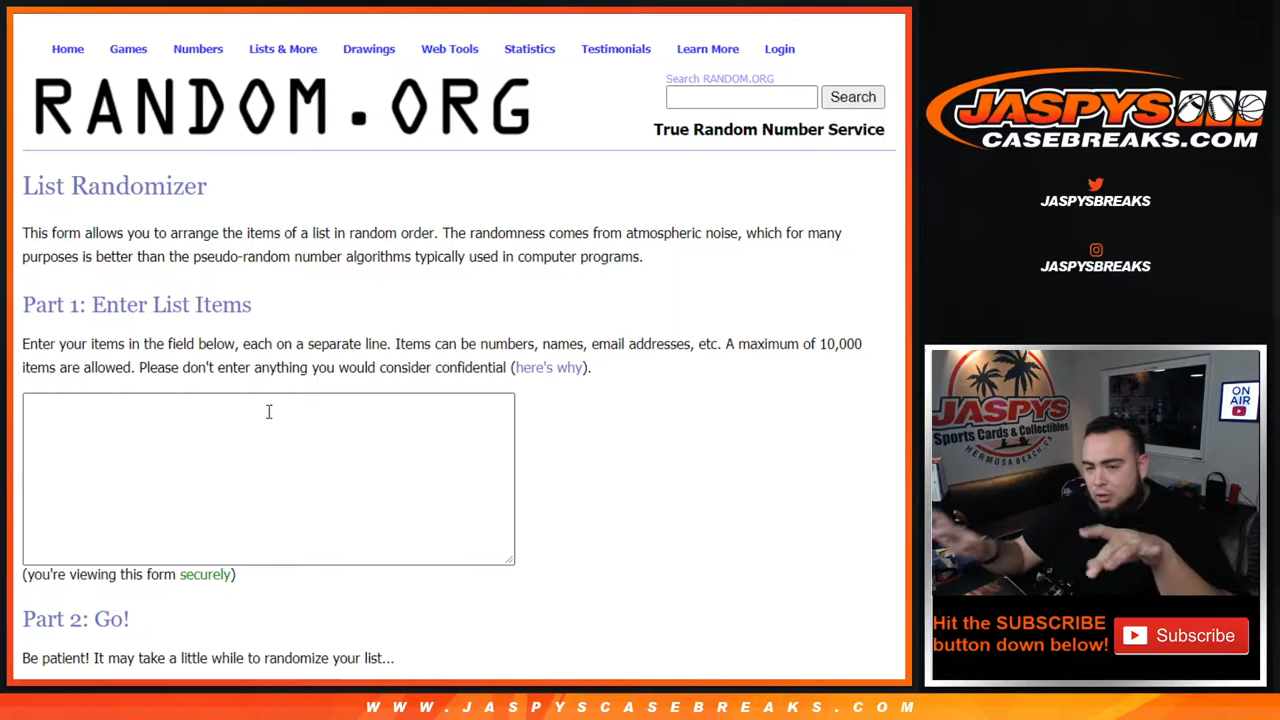 Home Games Numbers Lists & More Drawings Web Tools Statistics Testimonials Learn More Login
RANDOM.ORG
Search RANDOM.ORG
Search
True Random Number Service
List Randomizer
This form allows you to arrange the items of a list in random order. The randomness comes from atmospheric noise, which for many
purposes is better than the pseudo-random number algorithms typically used in computer programs.
Part 1: Enter List Items
Enter your items in the field below, each on a separate line. Items can be numbers, names, email addresses, etc. A maximum of 10,000
items are allowed. Please don't enter anything you would consider confidential (here's why).
(you're viewing this form securely)
Part 2: Go!
Be patient! It may take a little while to randomize your list...
JASPYS
CASEBREAKS.COM
JASPYSBREAKS
JASPYSBREAKS
JASPYS
Sports Cards & Collectibles
HERMOSA BEACH, CA
ON
AIR
Hit the SUBSCRIBE
button down below!
Subscribe
WWW.JASPYSCASEBREAKS.COM